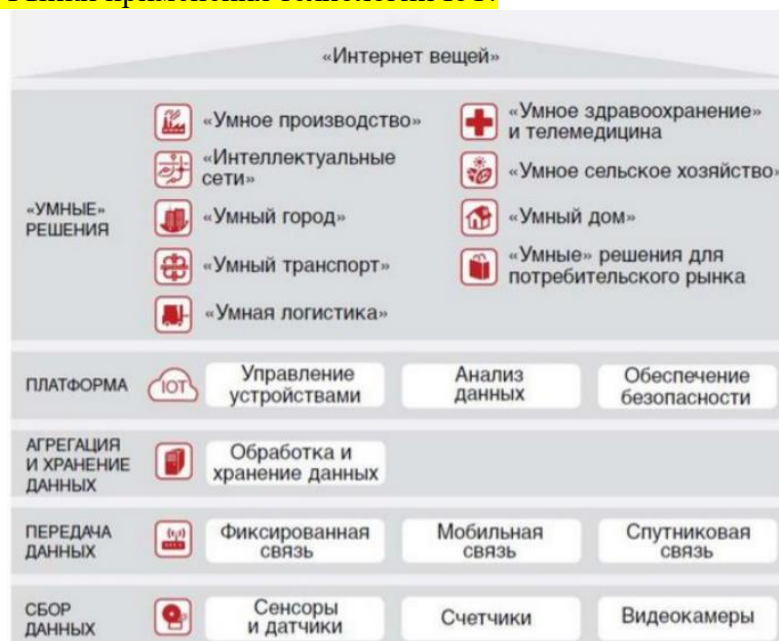 «Интернет вещей»
«УМНЫЕ»
РЕШЕНИЯ
«Умное производство»
«Интеллектуальные
сети»
«Умный город»
«Умный транспорт»
«Умная логистика»
«Умное здравоохранение»
и телемедицина
«Умное сельское хозяйство»
«Умный дом»
«Умные» решения для
потребительского рынка
ПЛАТФОРМА
IOT
Управление
устройствами
Анализ
данных
Обеспечение
безопасности
АГРЕГАЦИЯ
И ХРАНЕНИЕ
ДАННЫХ
Обработка и
хранение данных
ПЕРЕДАЧА
ДАННЫХ
Фиксированная
связь
Мобильная
связь
Спутниковая
связь
СБОР
ДАННЫХ
Сенсоры
и датчики
Счетчики
Видеокамеры